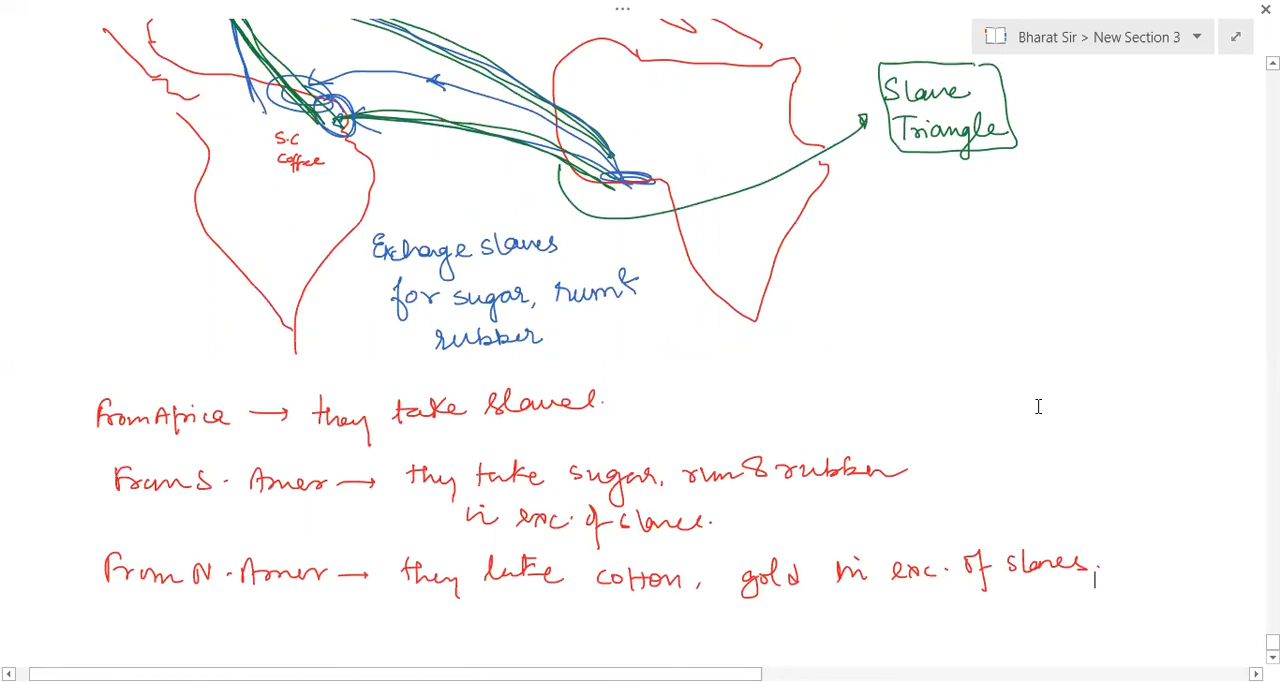 Bharat Sir > New Section 3
Slave
Triangle
S.C
Coffee
Exchange slaves
for sugar, rum &
rubber
From Africa → they take slaves.
From S. Amer → thy take sugar, rum & rubber
in exc. of slaves.
From N. Amer → they take cotton, gold in exc. of slaves,